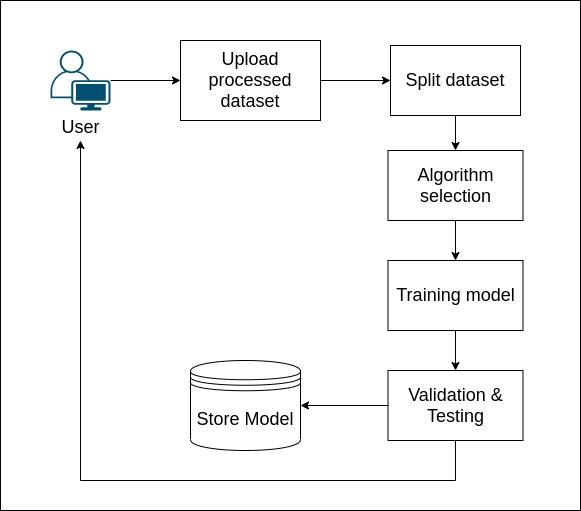 User
Upload
processed
dataset
Split dataset
Algorithm
selection
Training model
Validation &
Testing
Store Model